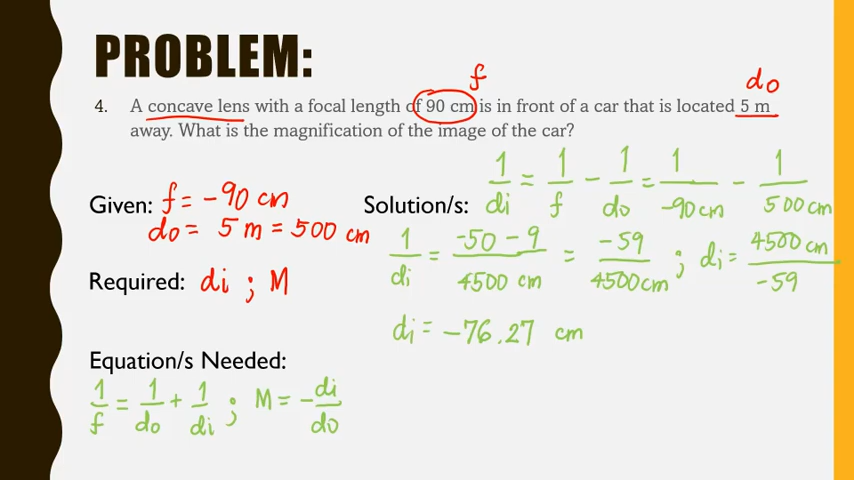 PROBLEM:
f
do
4. A concave lens with a focal length of 90 cm is in front of a car that is located 5 m
away. What is the magnification of the image of the car?
Given: f = -90 cm
do = 5 m = 500 cm
Required: di ; M
Equation/s Needed:
1/f = 1/do + 1/di ; M = - di/do
Solution/s: 1/di = 1/f - 1/do = 1/-90 cm - 1/500 cm
1/di = -50 - 9/4500 cm = -59/4500 cm ; di = 4500 cm/-59
di = -76.27 cm